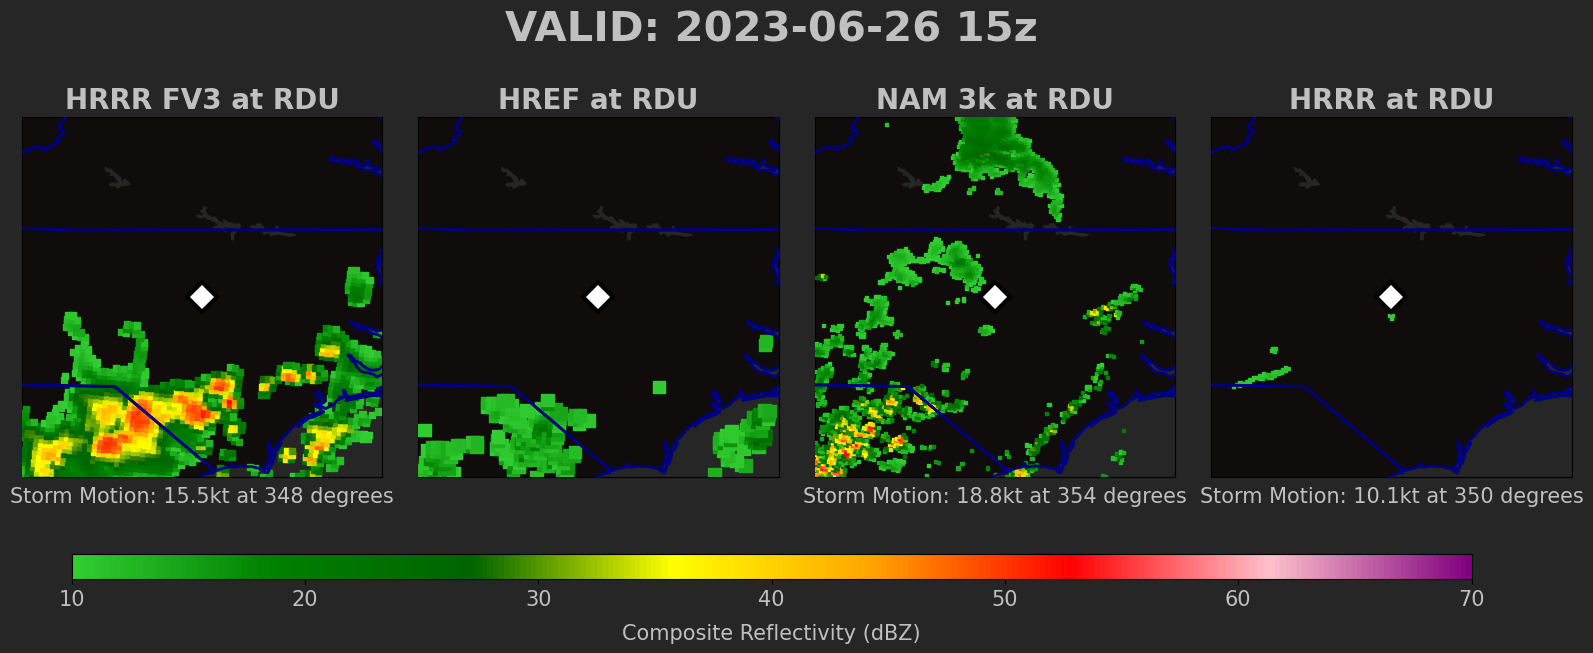 VALID: 2023-06-26 15z
HRRR FV3 at RDU
HREF at RDU
NAM 3k at RDU
HRRR at RDU
Storm Motion: 15.5kt at 348 degrees
Storm Motion: 18.8kt at 354 degrees
Storm Motion: 10.1kt at 350 degrees
10 20 30 40 50 60 70
Composite Reflectivity (dBZ)